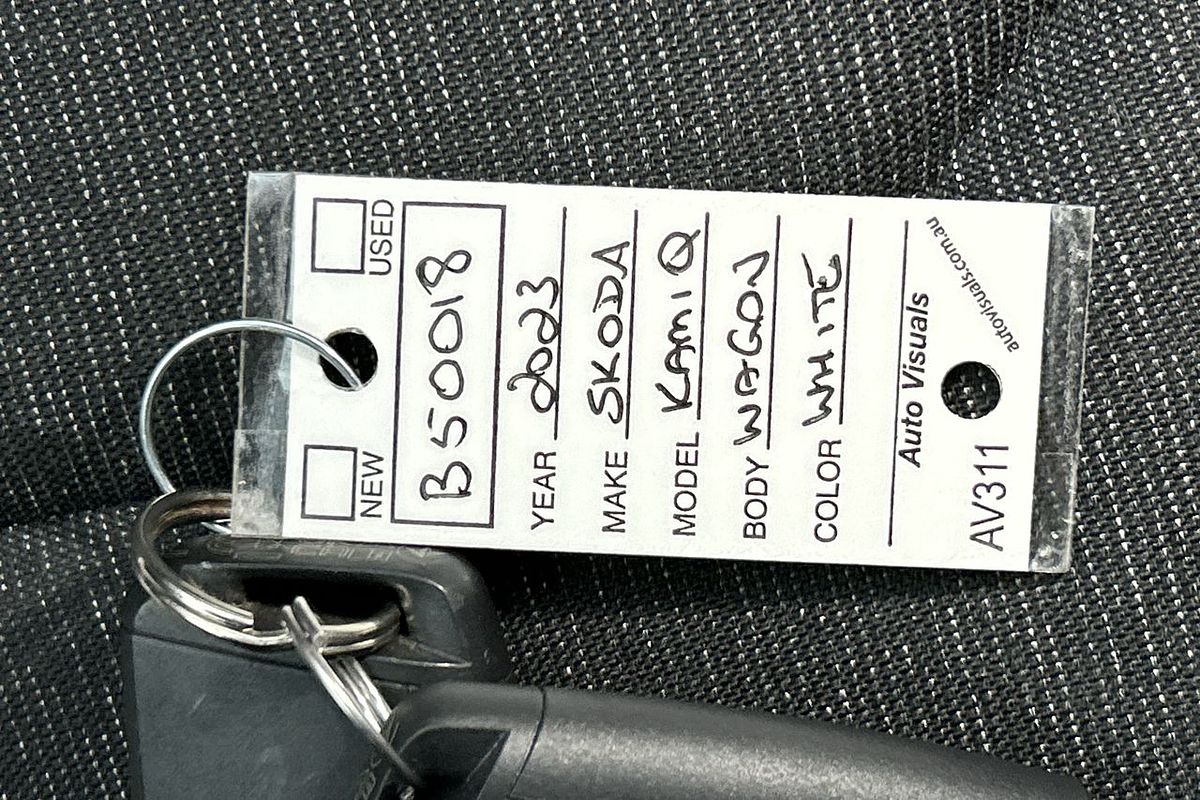 NEW USED
B50018
YEAR 2023
MAKE SKODA
MODEL KAMIQ
BODY WAGON
COLOR WHITE
Auto Visuals
autovisuals.com.au
AV311